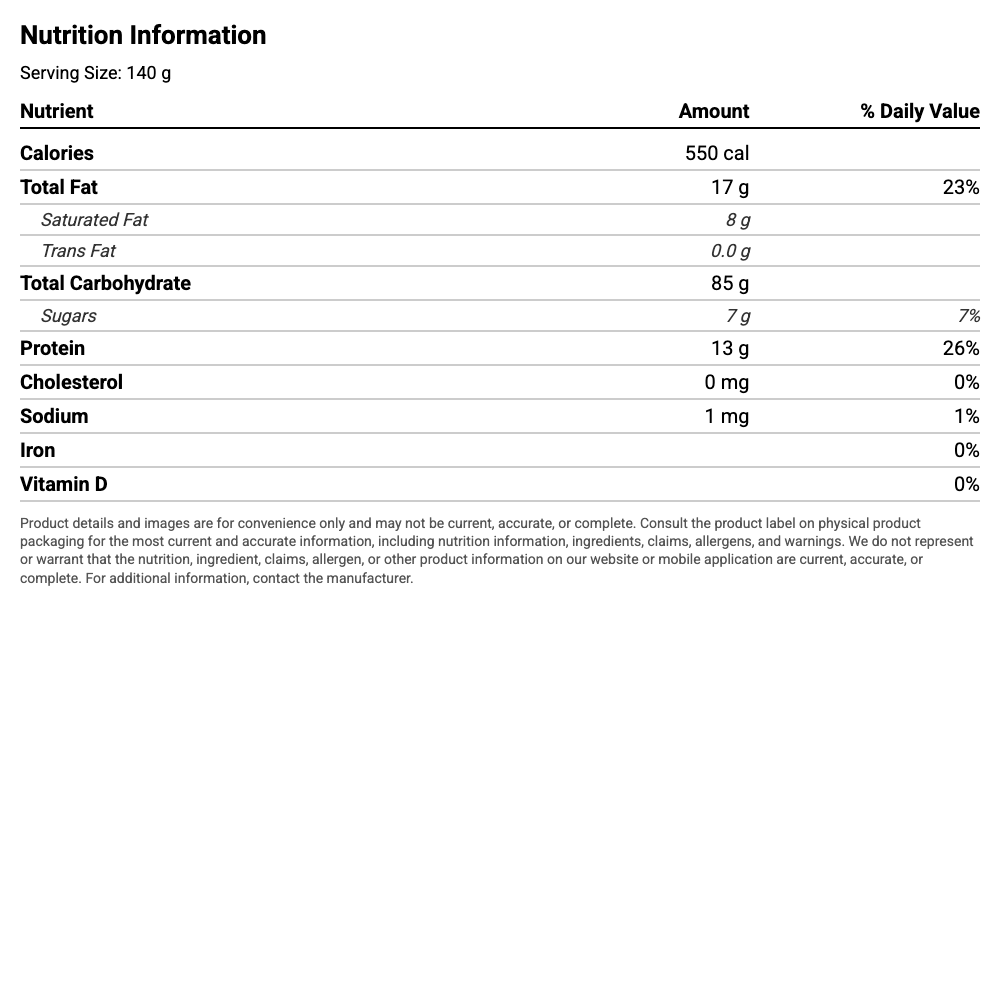 Nutrition Information
Serving Size: 140 g
Nutrient Amount % Daily Value
Calories 550 cal
Total Fat 17 g 23%
Saturated Fat 8 g
Trans Fat 0.0 g
Total Carbohydrate 85 g
Sugars 7 g 7%
Protein 13 g 26%
Cholesterol 0 mg 0%
Sodium 1 mg 1%
Iron 0%
Vitamin D 0%
Product details and images are for convenience only and may not be current, accurate, or complete. Consult the product label on physical product
packaging for the most current and accurate information, including nutrition information, ingredients, claims, allergens, and warnings. We do not represent
or warrant that the nutrition, ingredient, claims, allergen, or other product information on our website or mobile application are current, accurate, or
complete. For additional information, contact the manufacturer.